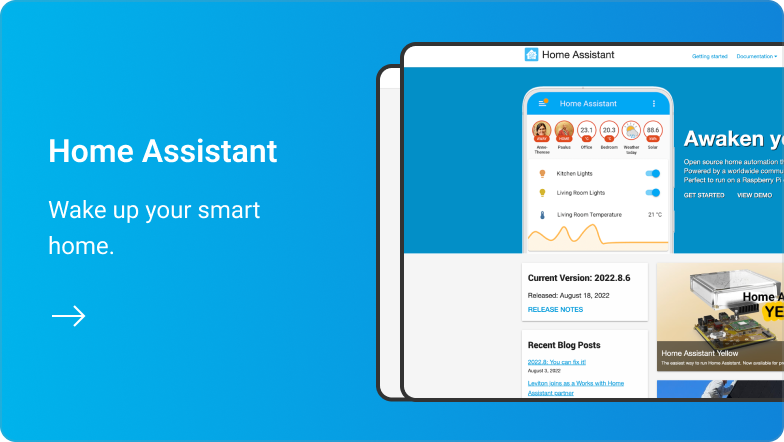 Home Assistant
Wake up your smart
home.
Home Assistant
Getting started
Documentation
Home Assistant
23.1
20.3
88.6
HOME
°C
°C
Anne
Therese
Paulus
Office
Bedroom
Weather
today
Solar
Kitchen Lights
Living Room Lights
Living Room Temperature
21 °C
Awaken
Open source home automation
Powered by a worldwide
Perfect to run on a Raspberry Pi
GET STARTED
VIEW DEMO
Current Version: 2022.8.6
Released: August 18, 2022
RELEASE NOTES
Recent Blog Posts
2022.8: You can fix it!
August 3, 2022
Leviton joins as a Works with Home
Assistant partner
Home
Home Assistant Yellow
The easiest way to run Home Assistant. Now available for